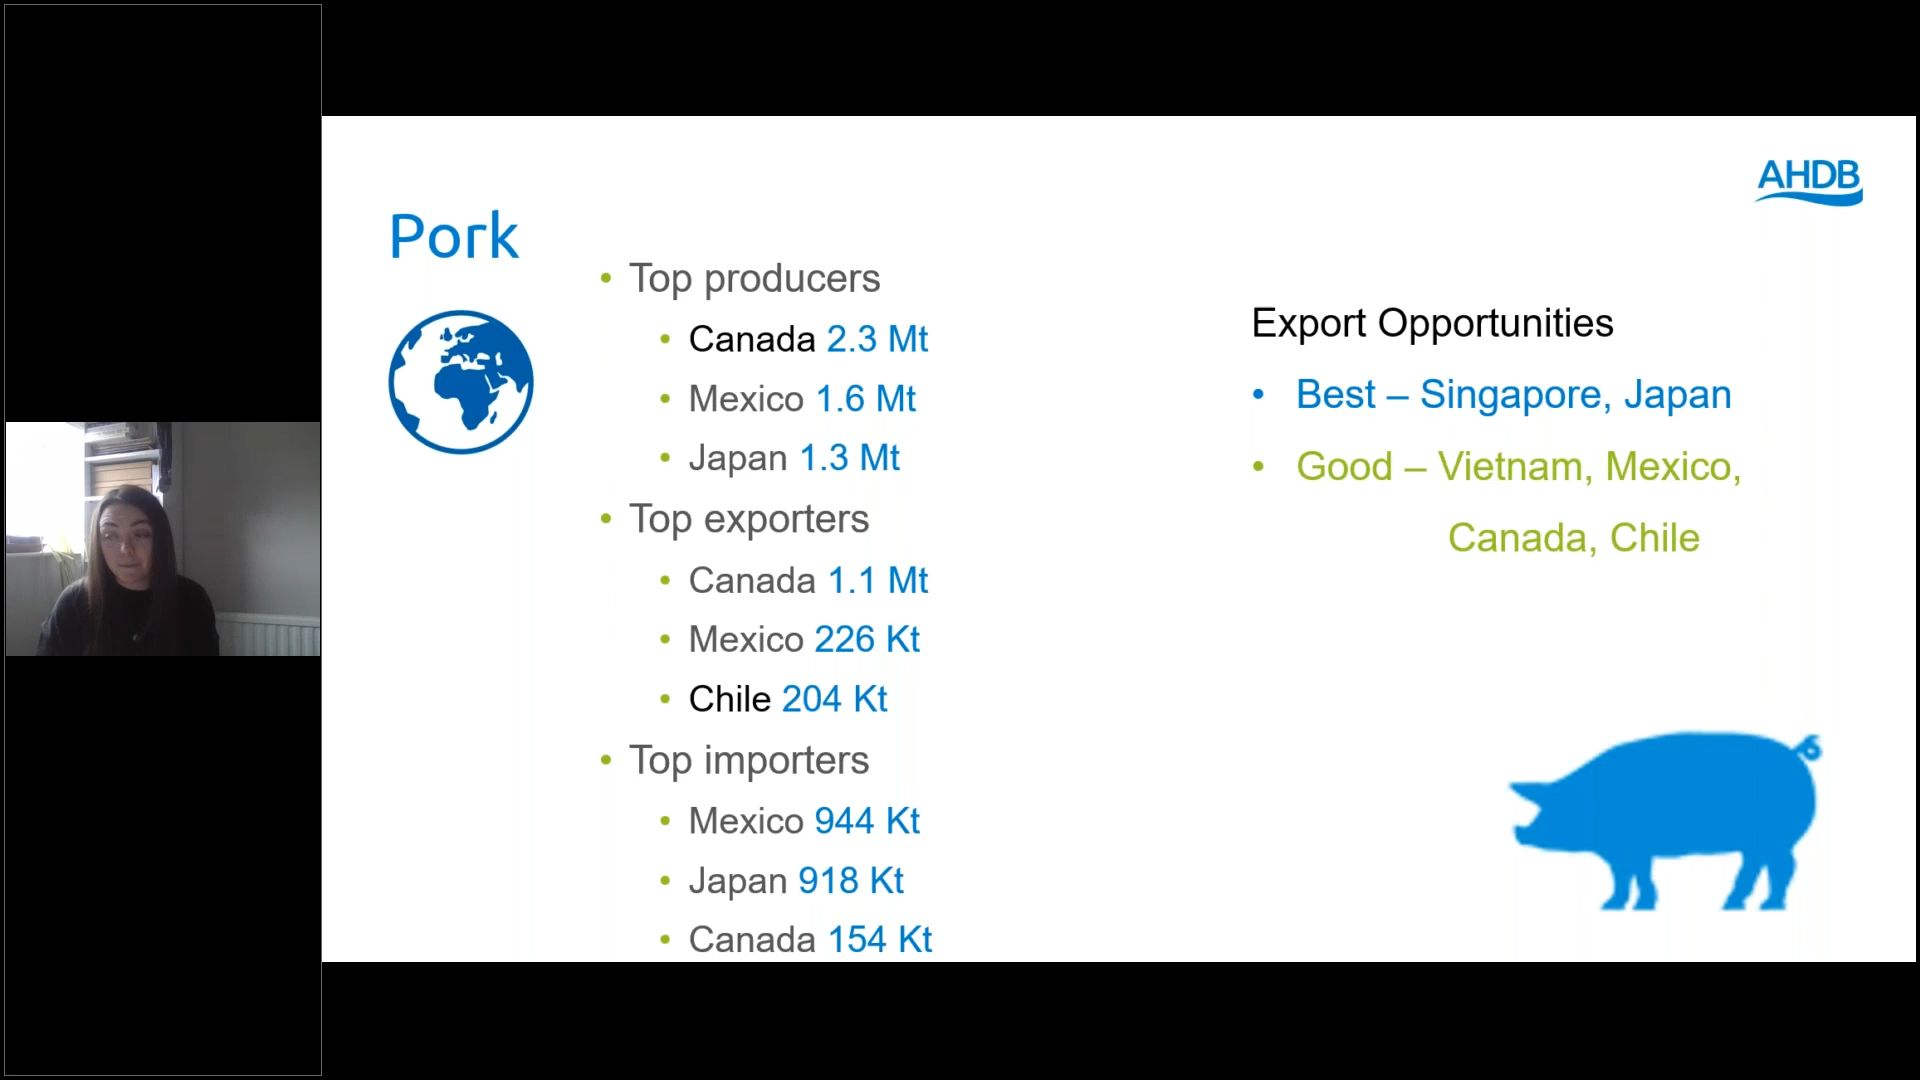 AHDB
Pork
• Top producers
• Canada 2.3 Mt
• Mexico 1.6 Mt
• Japan 1.3 Mt
• Top exporters
• Canada 1.1 Mt
• Mexico 226 Kt
• Chile 204 Kt
• Top importers
• Mexico 944 Kt
• Japan 918 Kt
• Canada 154 Kt
Export Opportunities
• Best – Singapore, Japan
• Good – Vietnam, Mexico,
Canada, Chile